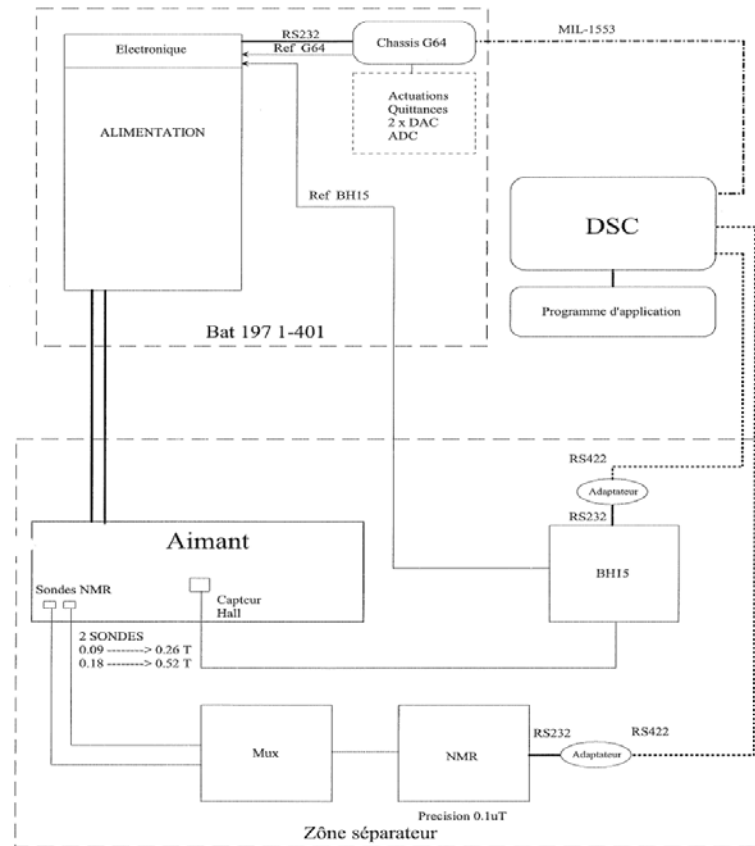 RS232
Ref G64
Electronique
Chassis G64
MIL-1553
Actuations
Quittances
2 x DAC
ADC
ALIMENTATION
Ref BH15
DSC
Programme d'application
Bat 197 1-401
RS422
Adaptateur
RS232
Aimant
BH15
Sondes NMR
Capteur
Hall
2 SONDES
0.09 --------> 0.26 T
0.18 --------> 0.52 T
Mux
NMR
RS232
Adaptateur
RS422
Precision 0.1uT
Zône séparateur